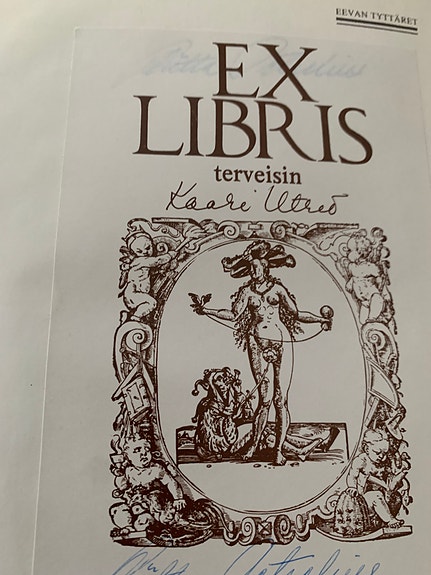 EEVAN TYTTÄRET
EX
LIBRIS
terveisin
Kaari Utrio